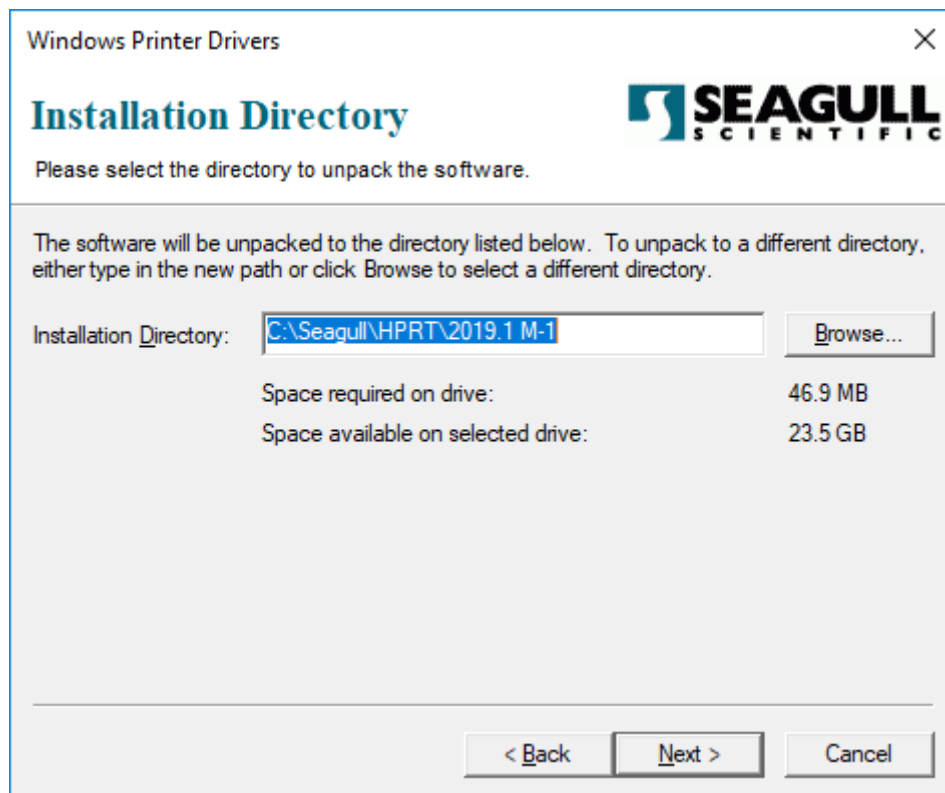 Windows Printer Drivers
Installation Directory
SEAGULL
SCIENTIFIC
Please select the directory to unpack the software.
The software will be unpacked to the directory listed below.  To unpack to a different directory,
either type in the new path or click Browse to select a different directory.
Installation Directory: C:\Seagull\HPRT\2019.1 M-1 Browse...
Space required on drive: 46.9 MB
Space available on selected drive: 23.5 GB
< Back Next > Cancel